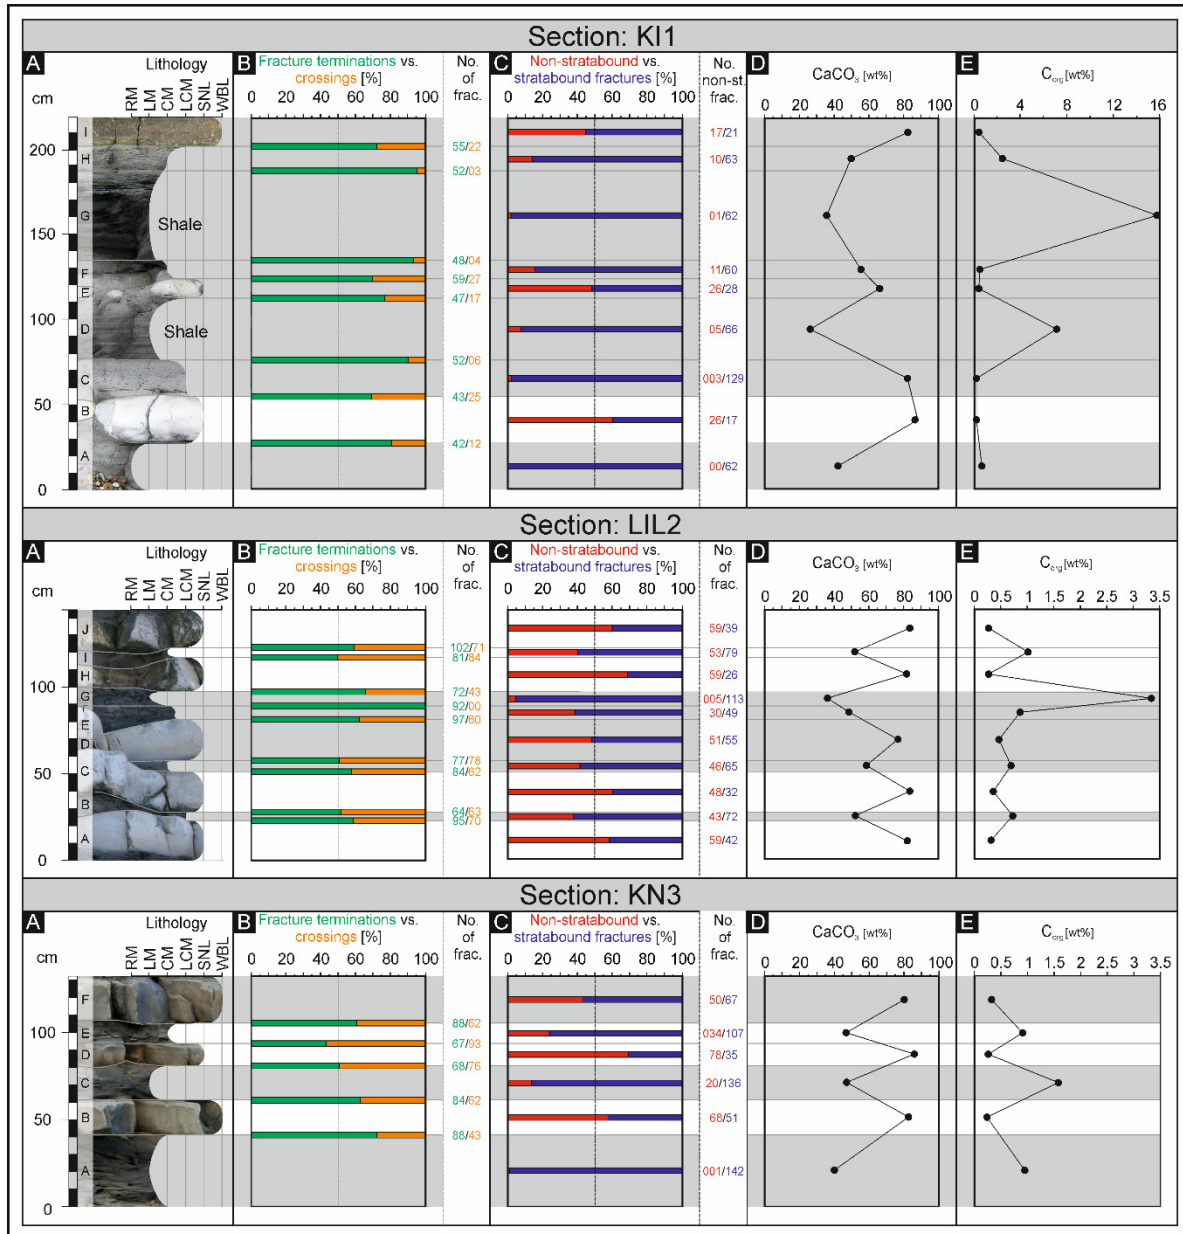 Section: KI1
A
Lithology
cm
RM
LM
CM
LCM
SNL
WBL
B
Fracture terminations vs.
crossings [%]
0 20 40 60 80 100
No.
of
frac.
C
Non-stratabound vs.
stratabound fractures [%]
0 20 40 60 80 100
No.
non-st.
frac.
D
CaCO₃ [wt%]
0 20 40 60 80 100
E
Corg [wt%]
0 4 8 12 16
200
150
100
50
0
I
H
G
F
E
D
C
B
A
Shale
Shale
55/22
52/03
48/04
59/27
47/17
52/06
43/25
42/12
17/21
10/63
01/62
11/60
26/28
05/66
003/129
26/17
00/62
Section: LIL2
A
Lithology
cm
RM
LM
CM
LCM
SNL
WBL
B
Fracture terminations vs.
crossings [%]
0 20 40 60 80 100
No.
of
frac.
C
Non-stratabound vs.
stratabound fractures [%]
0 20 40 60 80 100
No.
of
frac.
D
CaCO₃ [wt%]
0 20 40 60 80 100
E
Corg [wt%]
0 0.5 1 1.5 2 2.5 3 3.5
100
50
0
J
I
H
G
E
D
C
B
A
102/71
81/84
72/43
92/00
97/60
77/78
84/62
64/63
95/70
59/39
53/79
59/26
005/113
30/49
51/55
46/65
48/32
43/72
59/42
Section: KN3
A
Lithology
cm
RM
LM
CM
LCM
SNL
WBL
B
Fracture terminations vs.
crossings [%]
0 20 40 60 80 100
No.
of
frac.
C
Non-stratabound vs.
stratabound fractures [%]
0 20 40 60 80 100
No.
of
frac.
D
CaCO₃ [wt%]
0 20 40 60 80 100
E
Corg [wt%]
0 0.5 1 1.5 2 2.5 3 3.5
100
50
0
F
E
D
C
B
A
88/62
67/93
68/76
84/62
88/43
50/67
034/107
78/35
20/136
68/51
001/142